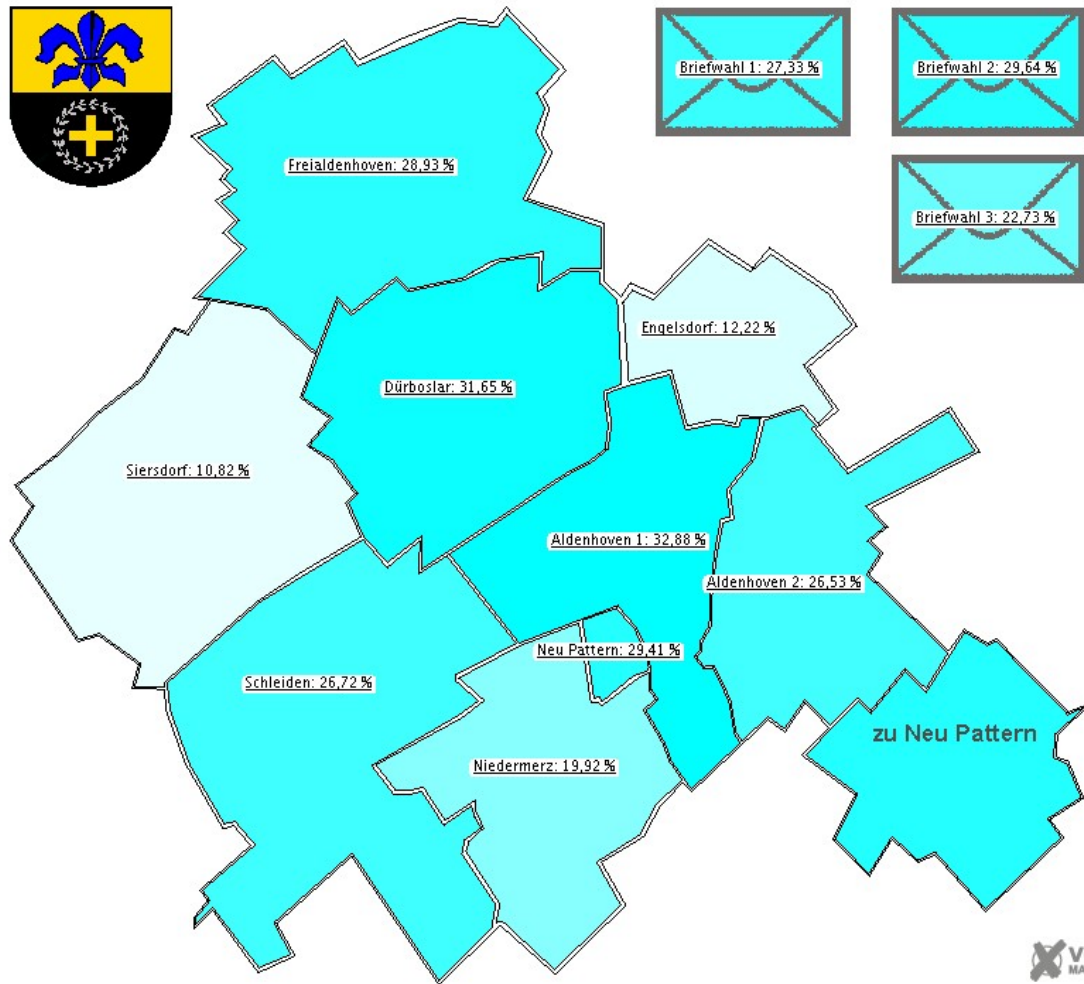 Briefwahl 1: 27,33 %
Briefwahl 2: 29,64 %
Freialdenhoven: 28,93 %
Briefwahl 3: 22,73 %
Engelsdorf: 12,22 %
Dürboslar: 31,65 %
Siersdorf: 10,82 %
Aldenhoven 1: 32,88 %
Aldenhoven 2: 26,53 %
Neu Pattern: 29,41 %
Schleiden: 26,72 %
zu Neu Pattern
Niedermerz: 19,92 %
V
MA